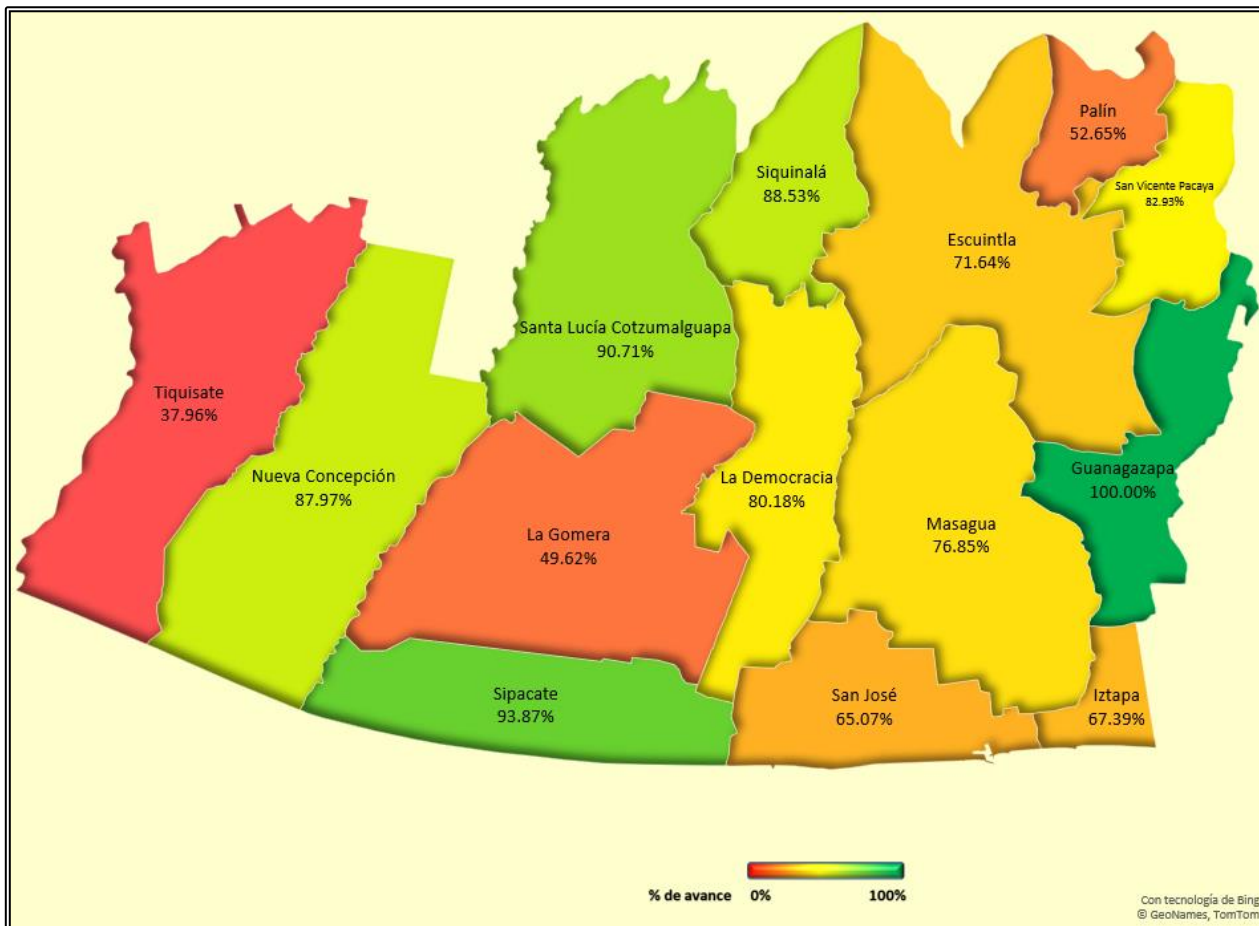 Palín
52.65%
Siquinalá
88.53%
San Vicente Pacaya
82.93%
Escuintla
71.64%
Santa Lucía Cotzumalguapa
90.71%
Tiquisate
37.96%
Nueva Concepción
87.97%
La Democracia
80.18%
Guanagazapa
100.00%
La Gomera
49.62%
Masagua
76.85%
Sipacate
93.87%
San José
65.07%
Iztapa
67.39%
% de avance 0% 100%
Con tecnología de Bing
© GeoNames, TomTom